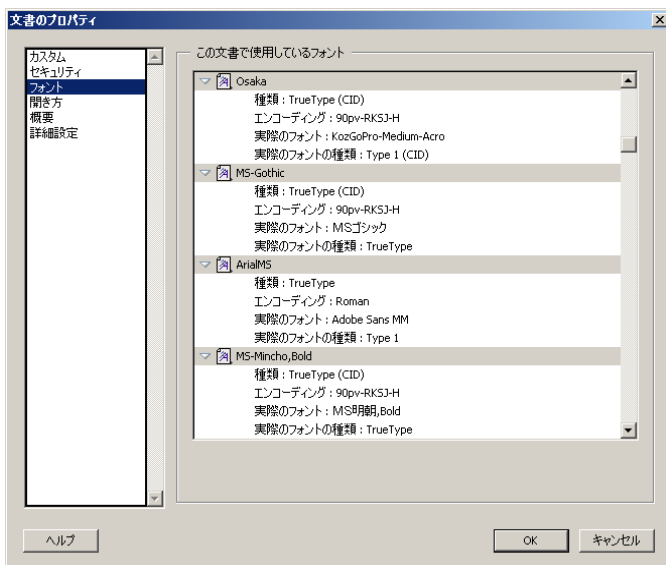 文書のプロパティ
カスタム
セキュリティ
フォント
開き方
概要
詳細設定
この文書で使用しているフォント
Osaka
種類 : TrueType (CID)
エンコーディング : 90pv-RKSJ-H
実際のフォント : KozGoPro-Medium-Acro
実際のフォントの種類 : Type 1 (CID)
MS-Gothic
種類 : TrueType (CID)
エンコーディング : 90pv-RKSJ-H
実際のフォント : MSゴシック
実際のフォントの種類 : TrueType
ArialMS
種類 : TrueType
エンコーディング : Roman
実際のフォント : Adobe Sans MM
実際のフォントの種類 : Type 1
MS-Mincho,Bold
種類 : TrueType (CID)
エンコーディング : 90pv-RKSJ-H
実際のフォント : MS明朝,Bold
実際のフォントの種類 : TrueType
ヘルプ
OK
キャンセル